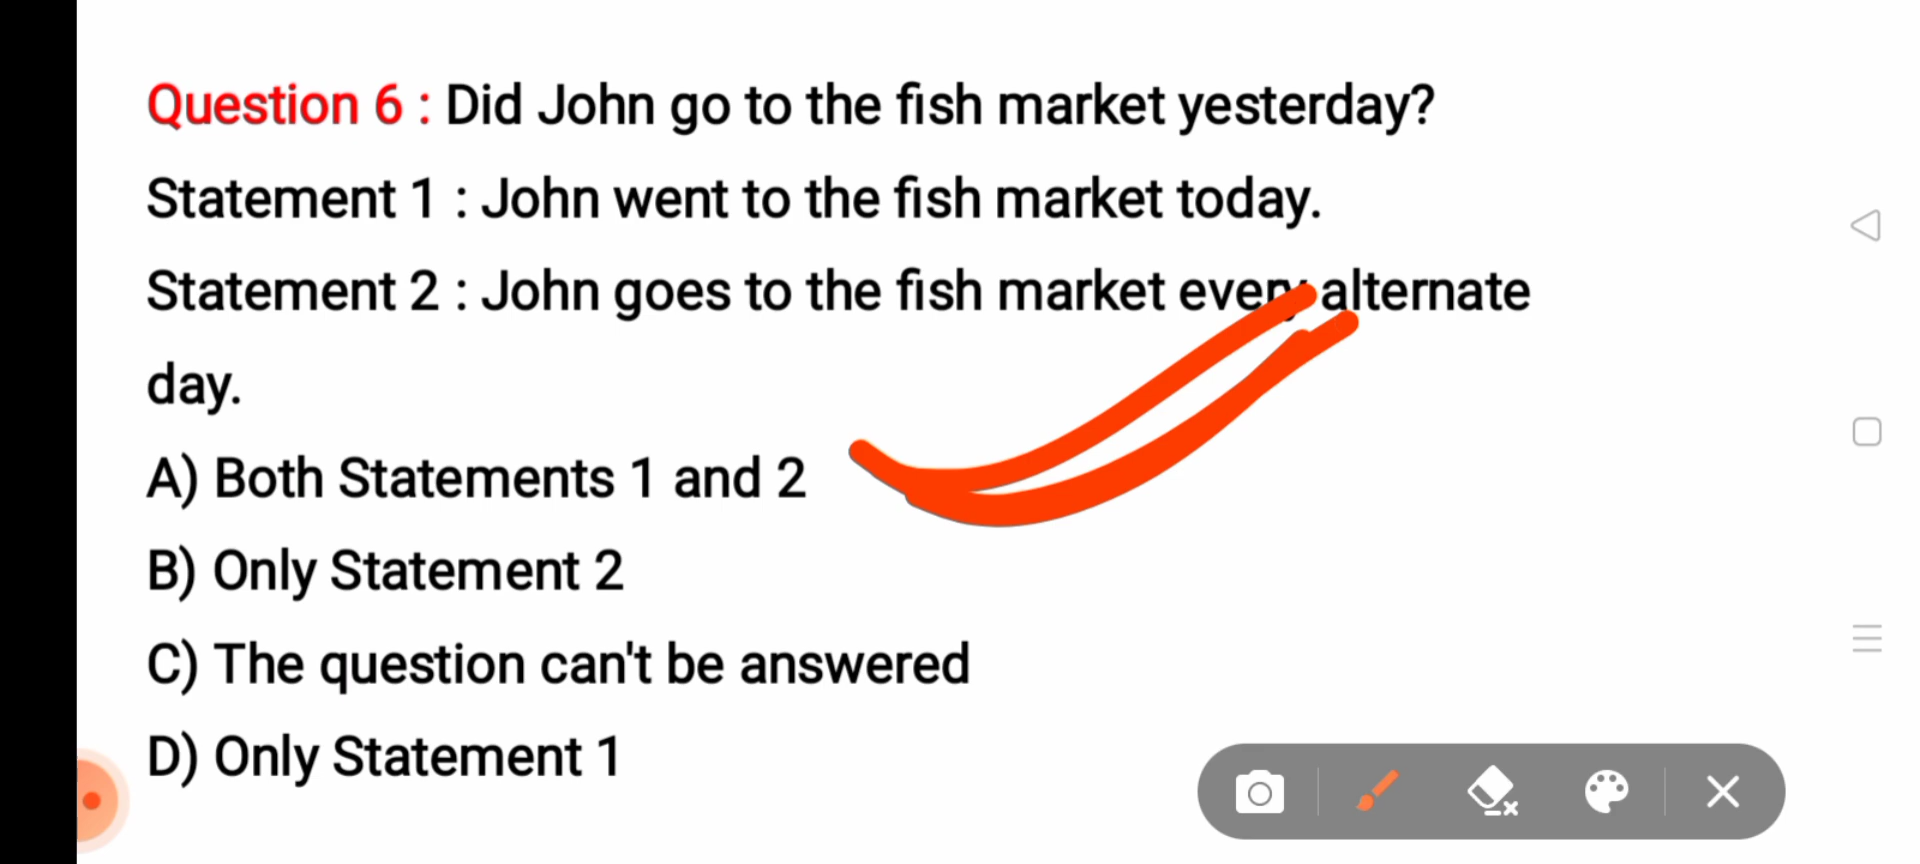 Question 6 : Did John go to the fish market yesterday?
Statement 1 : John went to the fish market today.
Statement 2 : John goes to the fish market every alternate
day.
A) Both Statements 1 and 2
B) Only Statement 2
C) The question can't be answered
D) Only Statement 1